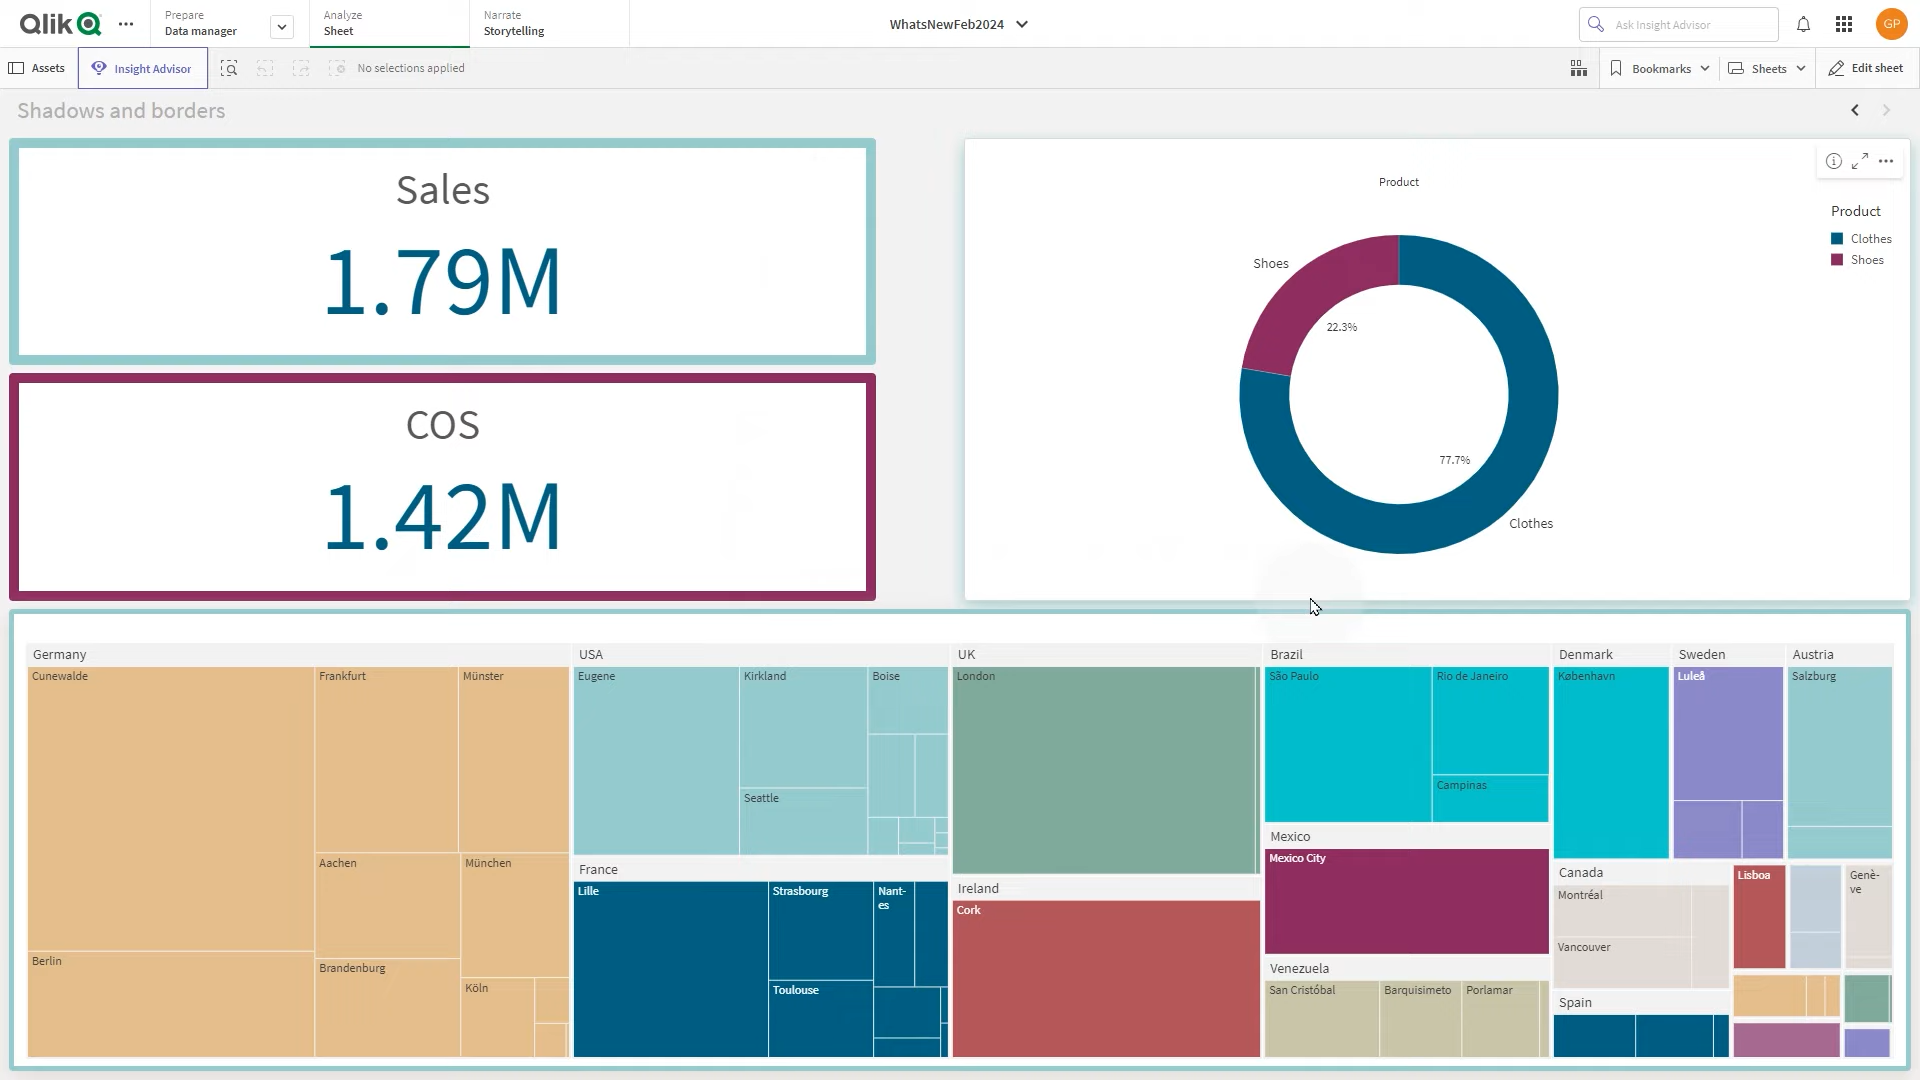 Qlik
Prepare
Data manager
Analyze
Sheet
Narrate
Storytelling
WhatsNewFeb2024
Ask Insight Advisor
GP
Assets
Insight Advisor
No selections applied
Bookmarks
Sheets
Edit sheet
Shadows and borders
Sales
1.79M
COS
1.42M
Product
Product
Clothes
Shoes
Shoes
22.3%
77.7%
Clothes
Germany
Cunewalde
Frankfurt
Münster
Aachen
München
Berlin
Brandenburg
Köln
USA
Eugene
Kirkland
Boise
Seattle
France
Lille
Strasbourg
Nant-
es
Toulouse
UK
London
Ireland
Cork
Brazil
São Paulo
Rio de Janeiro
Campinas
Mexico
Mexico City
Venezuela
San Cristóbal
Barquisimeto
Porlamar
Denmark
København
Sweden
Luleå
Austria
Salzburg
Canada
Montréal
Vancouver
Spain
Lisboa
Genè-
ve